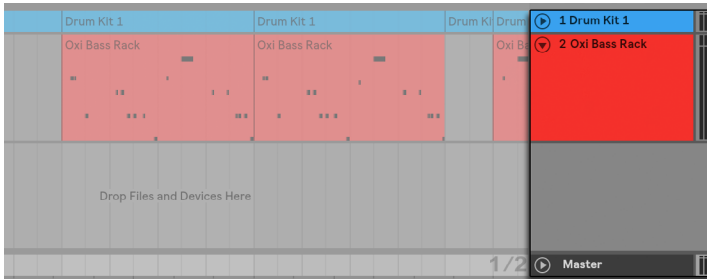 Drum Kit 1
Drum Kit 1
Drum Ki
Drum
1 Drum Kit 1
Oxi Bass Rack
Oxi Bass Rack
Oxi Ba
2 Oxi Bass Rack
Drop Files and Devices Here
1/2
Master